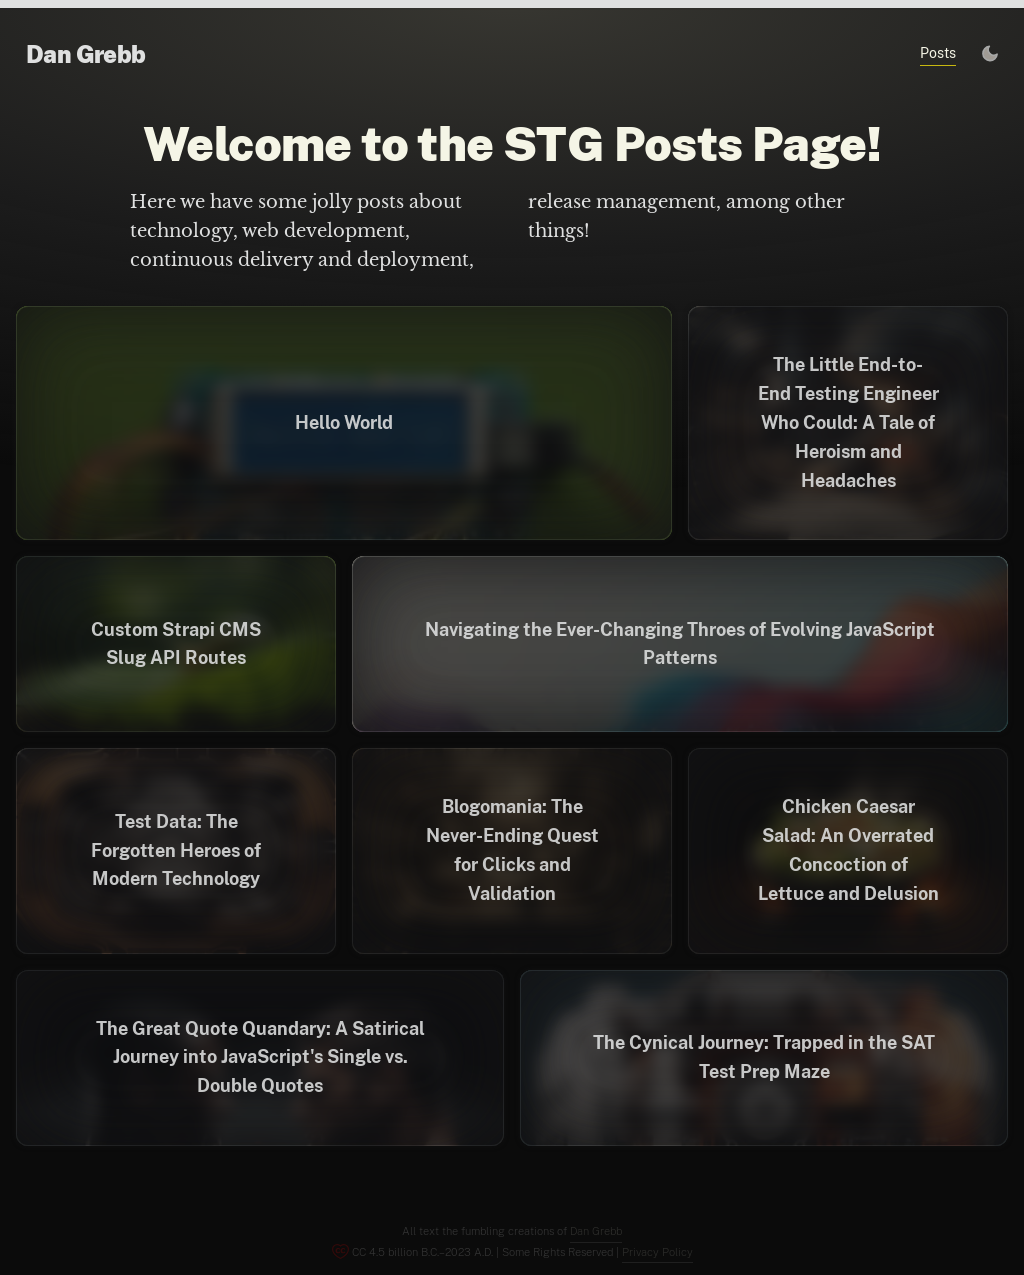 Dan Grebb
Posts
Welcome to the STG Posts Page!
Here we have some jolly posts about
technology, web development,
continuous delivery and deployment,
release management, among other
things!
Hello World
The Little End-to-
End Testing Engineer
Who Could: A Tale of
Heroism and
Headaches
Custom Strapi CMS
Slug API Routes
Navigating the Ever-Changing Throes of Evolving JavaScript
Patterns
Test Data: The
Forgotten Heroes of
Modern Technology
Blogomania: The
Never-Ending Quest
for Clicks and
Validation
Chicken Caesar
Salad: An Overrated
Concoction of
Lettuce and Delusion
The Great Quote Quandary: A Satirical
Journey into JavaScript's Single vs.
Double Quotes
The Cynical Journey: Trapped in the SAT
Test Prep Maze
All text the fumbling creations of Dan Grebb
CC 4.5 billion B.C.–2023 A.D. | Some Rights Reserved | Privacy Policy